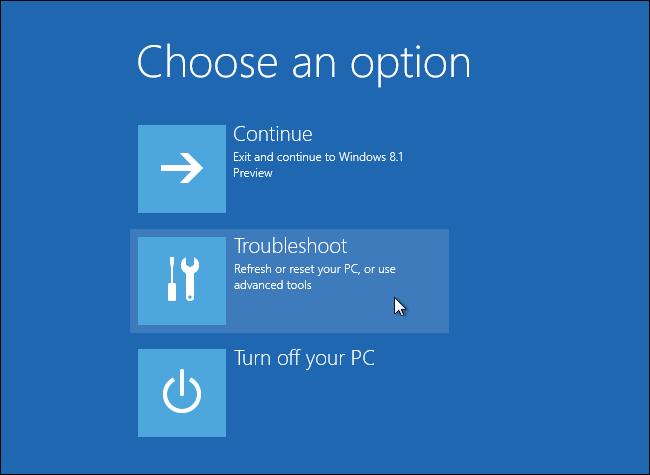 Choose an option
Continue
Exit and continue to Windows 8.1
Preview
Troubleshoot
Refresh or reset your PC, or use
advanced tools
Turn off your PC